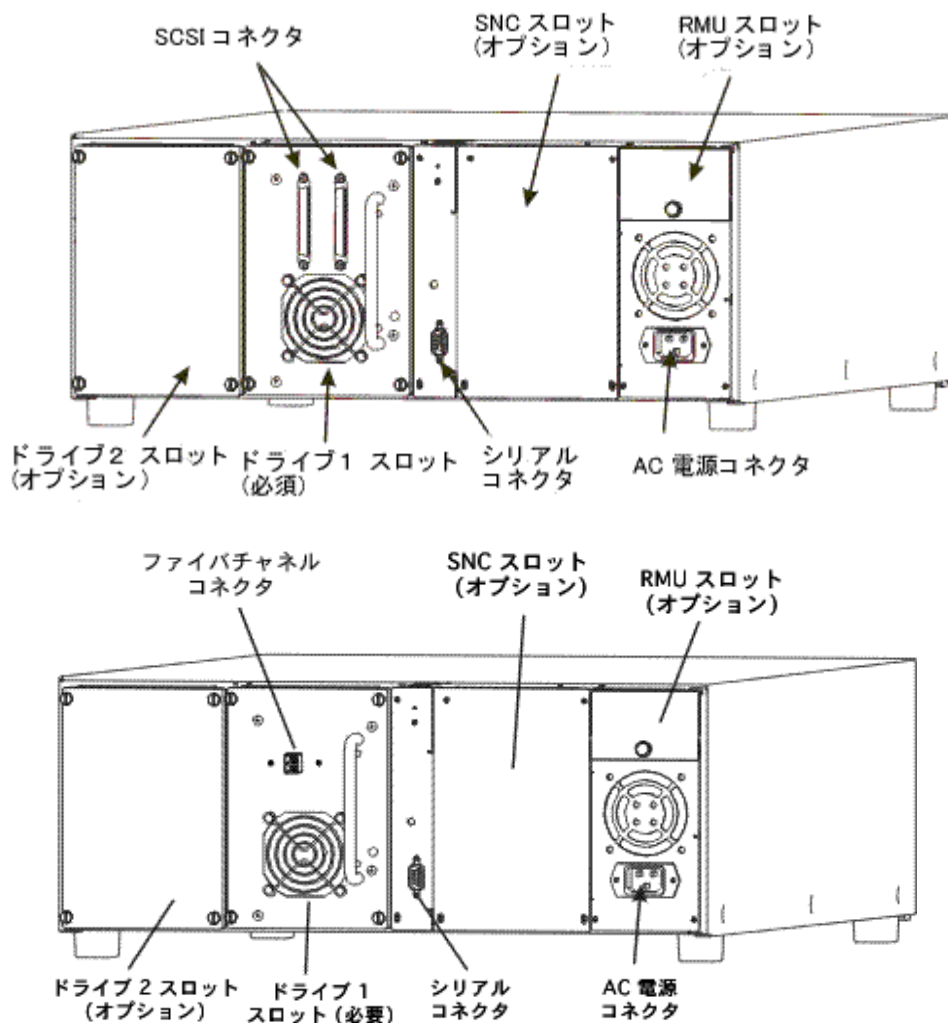 SCSI コネクタ
SNC スロット
(オプション)
RMU スロット
(オプション)
ドライブ2 スロット
(オプション)
ドライブ1 スロット
(必須)
シリアル
コネクタ
AC 電源コネクタ
ファイバチャネル
コネクタ
SNC スロット
(オプション)
RMU スロット
(オプション)
ドライブ 2 スロット
(オプション)
ドライブ 1
スロット (必要)
シリアル
コネクタ
AC 電源
コネクタ